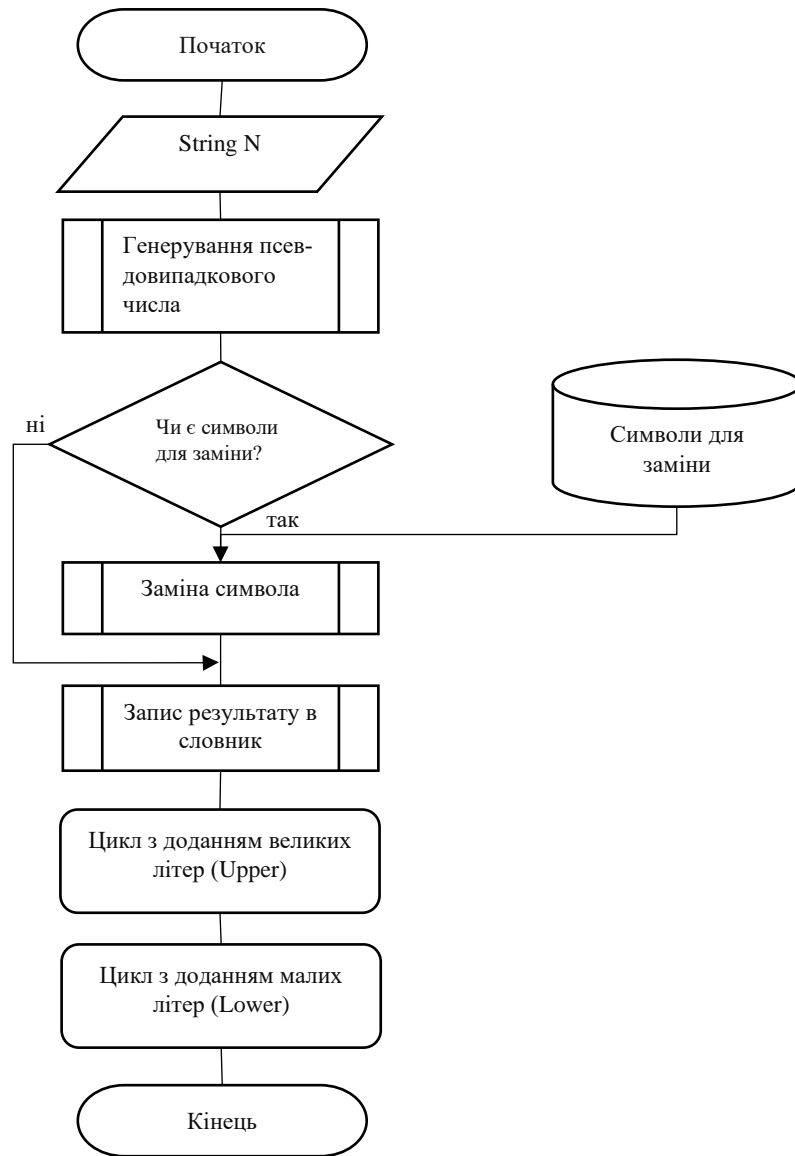 Початок
String N
Генерування псев-
довипадкового
числа
ні
Чи є символи
для заміни?
Символи для
заміни
так
Заміна символа
Запис результату в
словник
Цикл з доданням великих
літер (Upper)
Цикл з доданням малих
літер (Lower)
Кінець